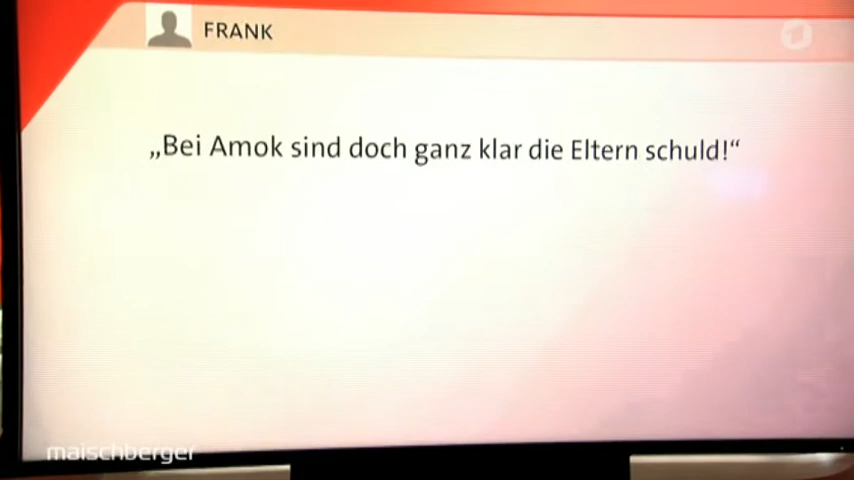 FRANK
„Bei Amok sind doch ganz klar die Eltern schuld!“
maischberger